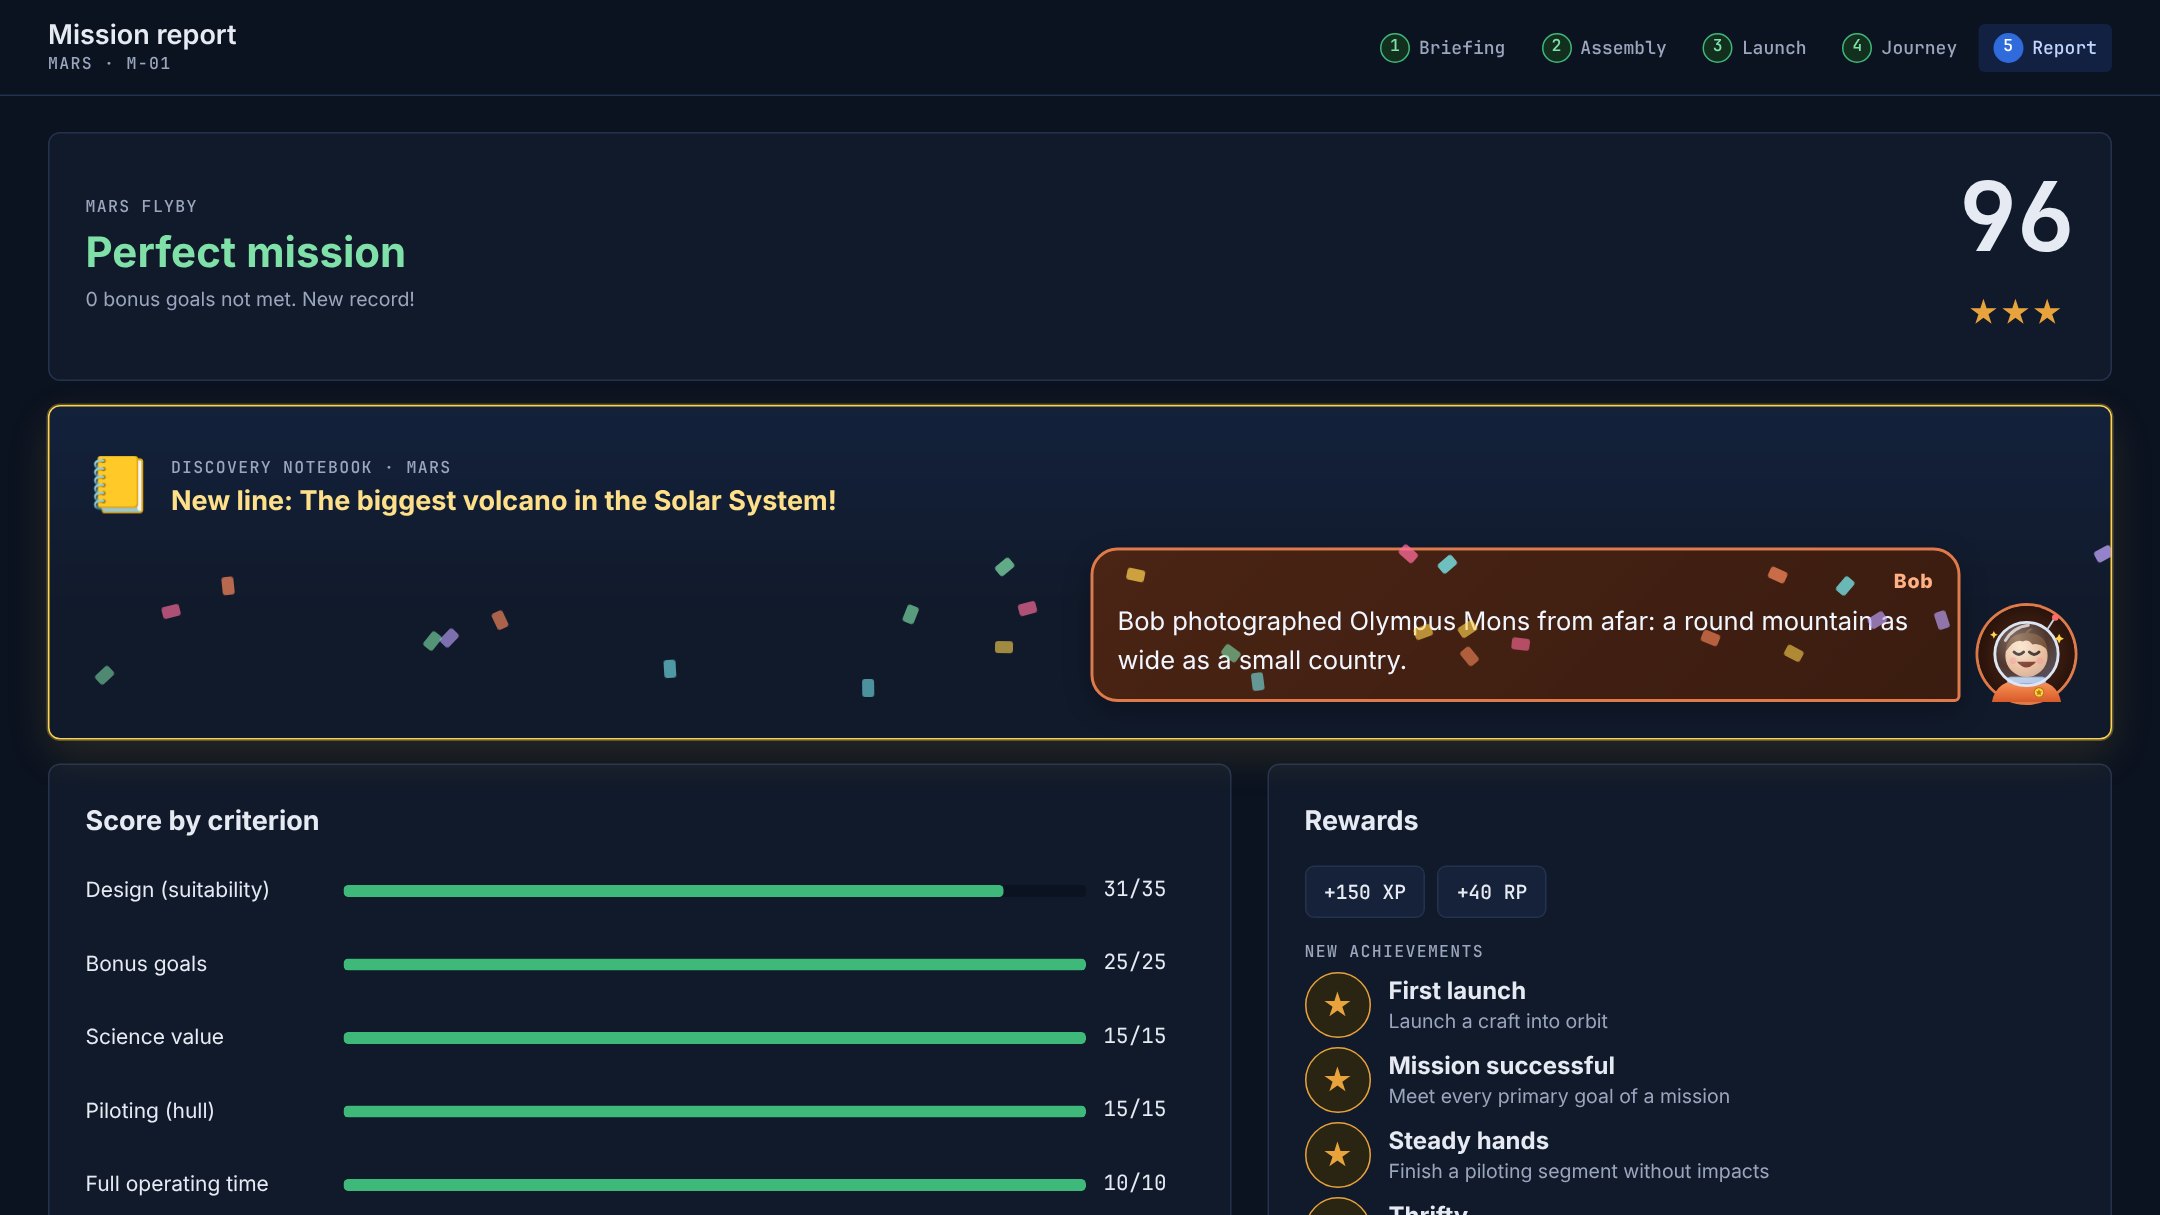 Mission report
MARS · M-01
1 Briefing
2 Assembly
3 Launch
4 Journey
5 Report
MARS FLYBY
Perfect mission
0 bonus goals not met. New record!
96
★★★
DISCOVERY NOTEBOOK · MARS
New line: The biggest volcano in the Solar System!
Bob
Bob photographed Olympus Mons from afar: a round mountain as
wide as a small country.
Score by criterion
Design (suitability) 31/35
Bonus goals 25/25
Science value 15/15
Piloting (hull) 15/15
Full operating time 10/10
Rewards
+150 XP +40 RP
NEW ACHIEVEMENTS
First launch
Launch a craft into orbit
Mission successful
Meet every primary goal of a mission
Steady hands
Finish a piloting segment without impacts
Thrifty